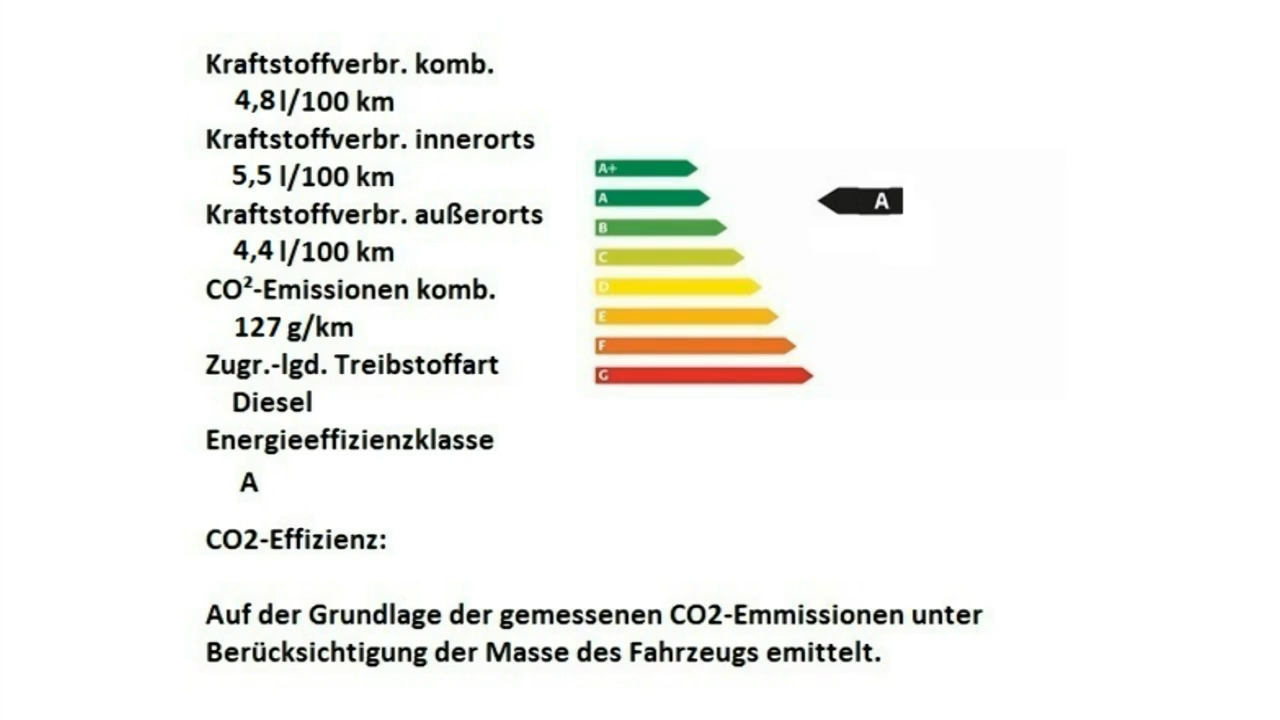 Kraftstoffverbr. komb.
4,8 l/100 km
Kraftstoffverbr. innerorts
5,5 l/100 km
Kraftstoffverbr. außerorts
4,4 l/100 km
CO²-Emissionen komb.
127 g/km
Zugr.-lgd. Treibstoffart
Diesel
Energieeffizienzklasse
A
A+
A
A
B
C
D
E
F
G
CO2-Effizienz:
Auf der Grundlage der gemessenen CO2-Emmissionen unter
Berücksichtigung der Masse des Fahrzeugs emittelt.